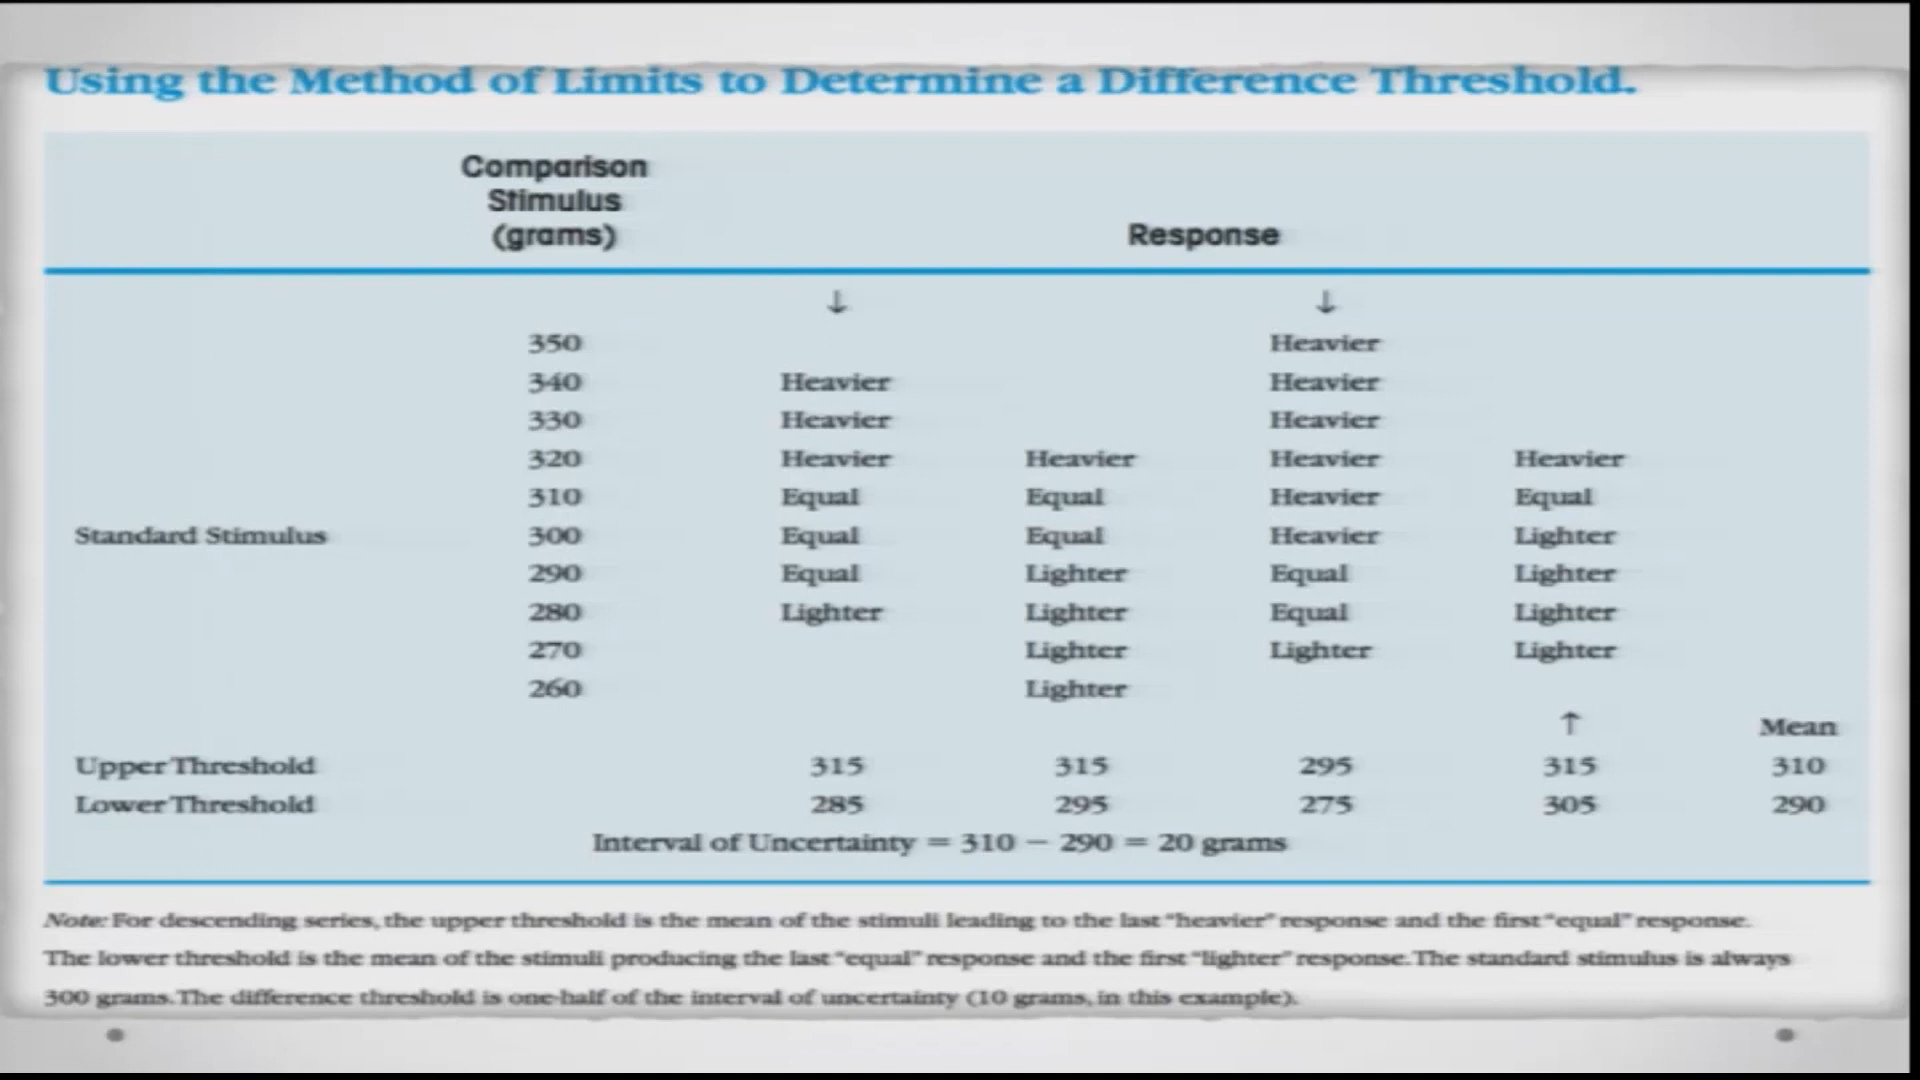 Using the Method of Limits to Determine a Difference Threshold.
Comparison
Stimulus
(grams) Response
↓ ↓
350 Heavier
340 Heavier Heavier
330 Heavier Heavier
320 Heavier Heavier Heavier Heavier
310 Equal Equal Heavier Equal
Standard Stimulus 300 Equal Equal Heavier Lighter
290 Equal Lighter Equal Lighter
280 Lighter Lighter Equal Lighter
270 Lighter Lighter Lighter
260 Lighter
↑ Mean
Upper Threshold 315 315 295 315 310
Lower Threshold 285 295 275 305 290
Interval of Uncertainty = 310 − 290 = 20 grams
Note: For descending series, the upper threshold is the mean of the stimuli leading to the last “heavier” response and the first “equal” response.
The lower threshold is the mean of the stimuli producing the last “equal” response and the first “lighter” response. The standard stimulus is always
300 grams. The difference threshold is one-half of the interval of uncertainty (10 grams, in this example).